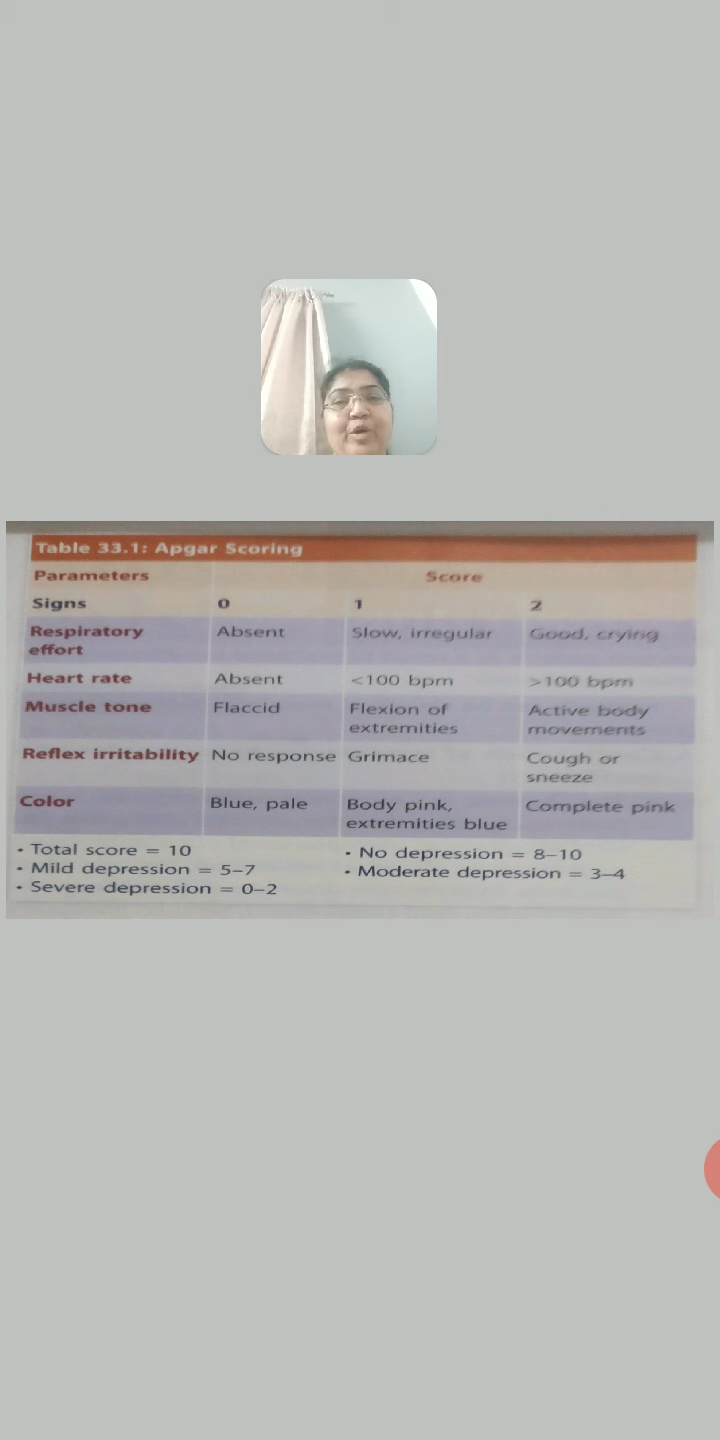 Table 33.1: Apgar Scoring
Parameters Score
Signs 0 1 2
Respiratory effort Absent Slow, irregular Good, crying
Heart rate Absent <100 bpm >100 bpm
Muscle tone Flaccid Flexion of extremities Active body movements
Reflex irritability No response Grimace Cough or sneeze
Color Blue, pale Body pink, extremities blue Complete pink
• Total score = 10
• Mild depression = 5–7
• Severe depression = 0–2
• No depression = 8–10
• Moderate depression = 3–4